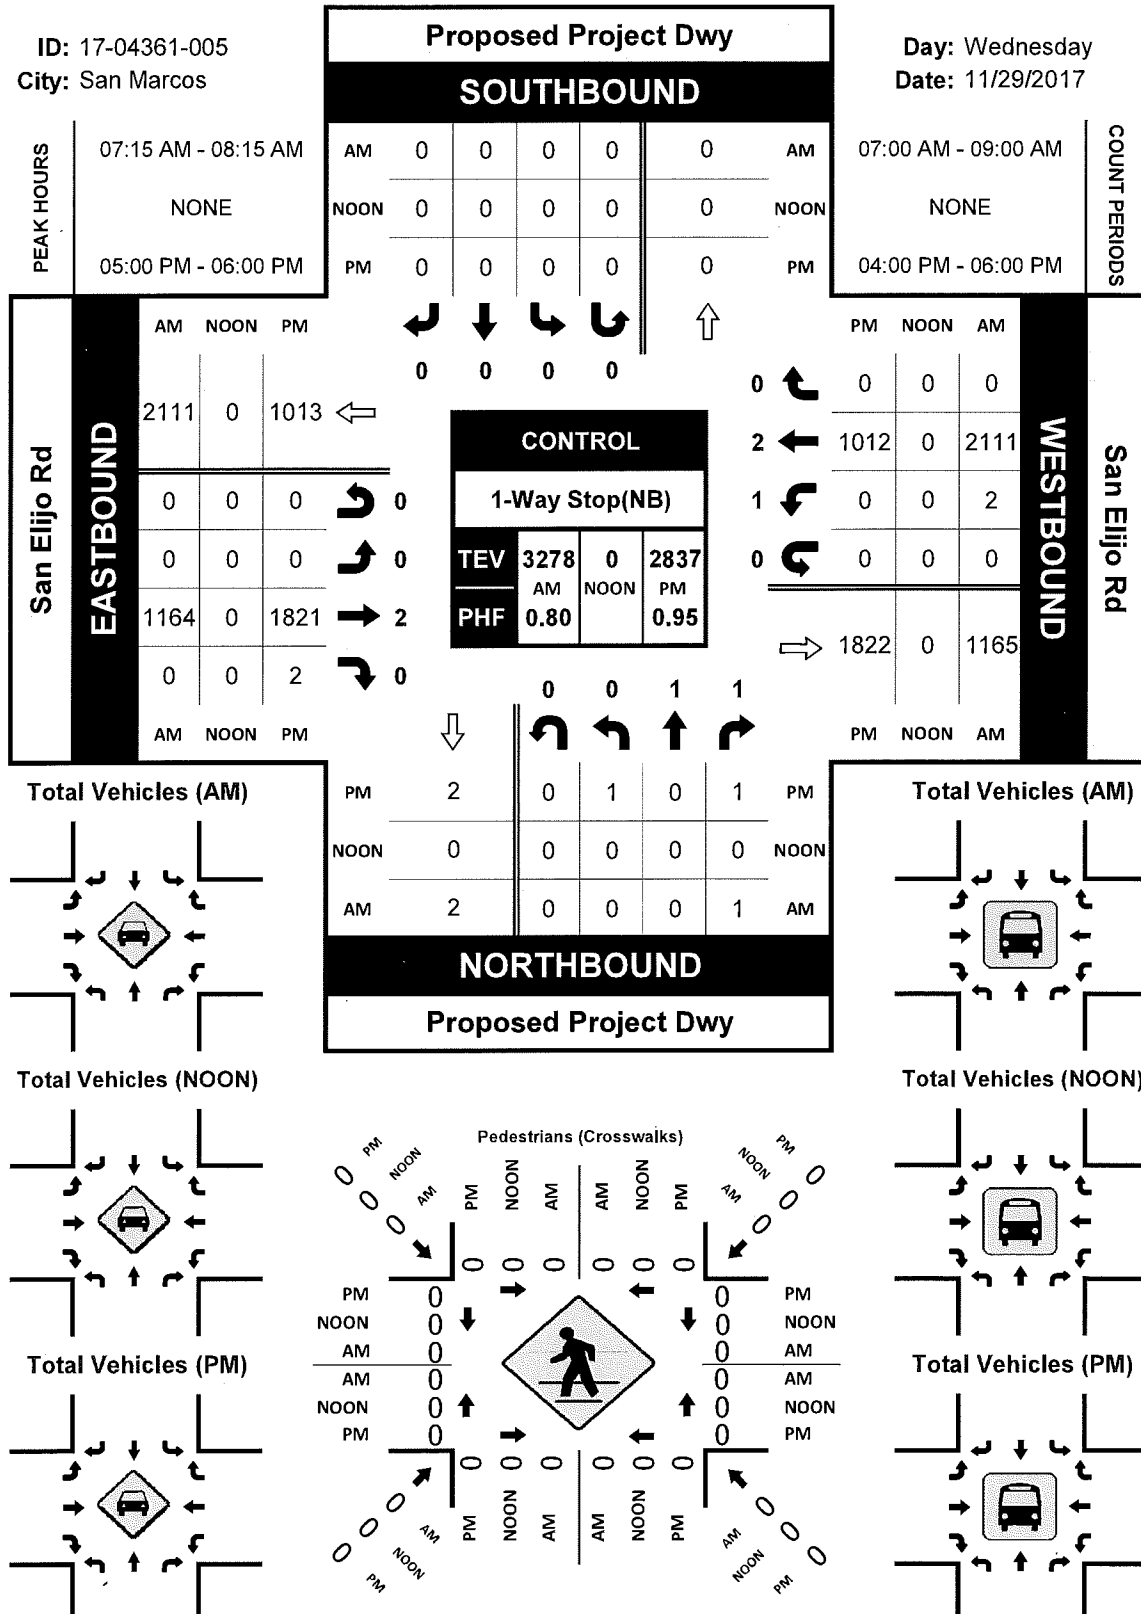 ID: 17-04361-005
City: San Marcos
Proposed Project Dwy
SOUTHBOUND
Day: Wednesday
Date: 11/29/2017
PEAK HOURS
07:15 AM - 08:15 AM
NONE
05:00 PM - 06:00 PM
AM 0 0 0 0 0 AM
NOON 0 0 0 0 0 NOON
PM 0 0 0 0 0 PM
07:00 AM - 09:00 AM
NONE
04:00 PM - 06:00 PM
COUNT PERIODS
0 0 0 0
San Elijo Rd
EASTBOUND
AM NOON PM
2111 0 1013
0 0 0 0
0 0 0 0
1164 0 1821 2
0 0 2 0
AM NOON PM
CONTROL
1-Way Stop(NB)
TEV 3278 0 2837
AM NOON PM
PHF 0.80 0.95
PM NOON AM
0 0 0 0
2 1012 0 2111
1 0 0 2
0 0 0 0
1822 0 1165
PM NOON AM
WESTBOUND
San Elijo Rd
0 0 1 1
PM 2 0 1 0 1 PM
NOON 0 0 0 0 0 NOON
AM 2 0 0 0 1 AM
NORTHBOUND
Proposed Project Dwy
Total Vehicles (AM)
Total Vehicles (AM)
Total Vehicles (NOON)
Total Vehicles (NOON)
Total Vehicles (PM)
Total Vehicles (PM)
Pedestrians (Crosswalks)
0 PM
0 NOON
0 AM
PM NOON AM AM NOON PM
PM 0
NOON 0
AM 0
0 0 0 0 0 0
PM 0 0 PM
NOON 0 0 NOON
AM 0 0 AM
AM 0 0 AM
NOON 0 0 NOON
PM 0 0 PM
0 0 0 0 0 0
PM NOON AM AM NOON PM
0 AM
0 NOON
0 PM
AM 0
NOON 0
PM 0